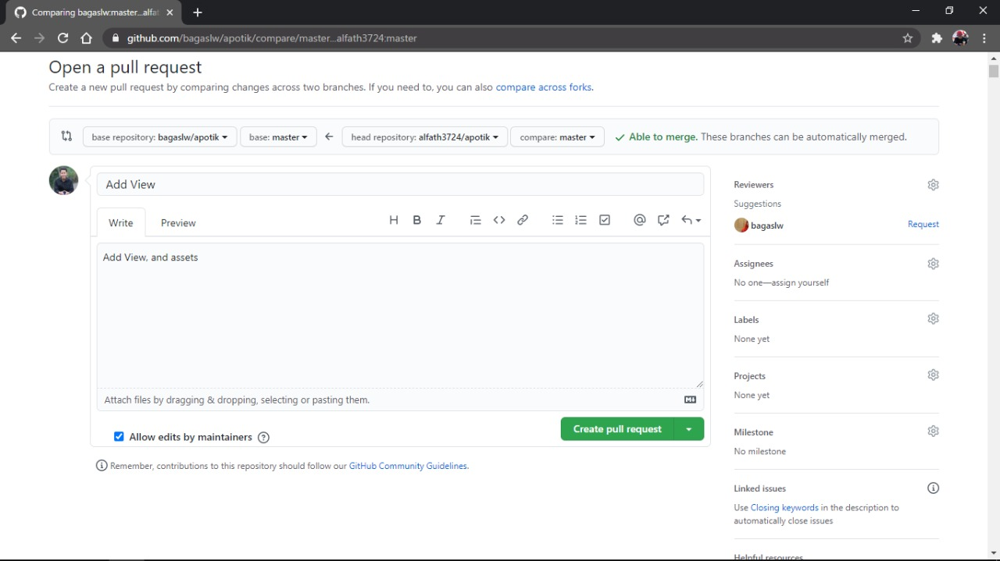 Comparing bagaslw:master...alfat
github.com/bagaslw/apotik/compare/master...alfath3724:master
Open a pull request
Create a new pull request by comparing changes across two branches. If you need to, you can also compare across forks.
base repository: bagaslw/apotik base: master head repository: alfath3724/apotik compare: master Able to merge. These branches can be automatically merged.
Add View
Write Preview H B I
Add View, and assets
Attach files by dragging & dropping, selecting or pasting them.
Allow edits by maintainers Create pull request
Remember, contributions to this repository should follow our GitHub Community Guidelines.
Reviewers
Suggestions
bagaslw Request
Assignees
No one—assign yourself
Labels
None yet
Projects
None yet
Milestone
No milestone
Linked issues
Use Closing keywords in the description to
automatically close issues
Helpful resources